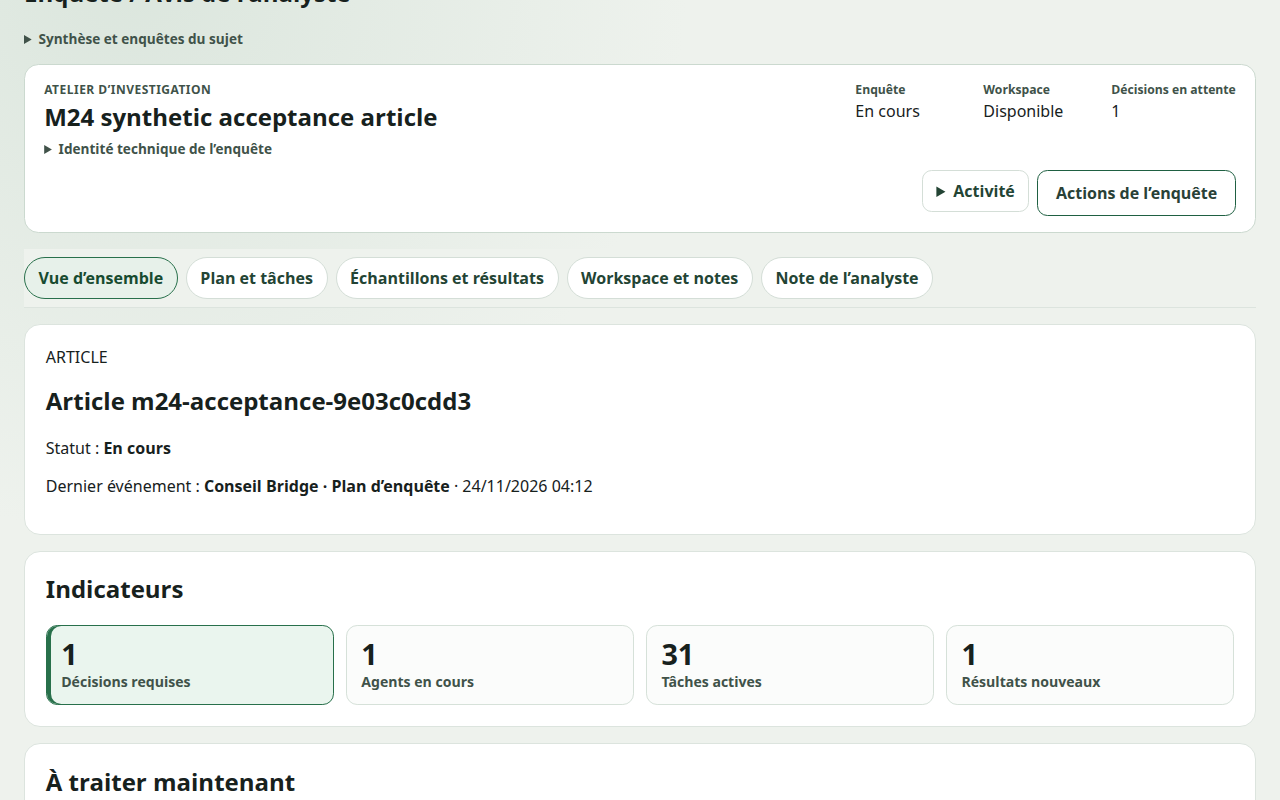 Enquête / Avis de l’analyste
Synthèse et enquêtes du sujet
ATELIER D’INVESTIGATION
M24 synthetic acceptance article
Identité technique de l’enquête
Enquête
En cours
Workspace
Disponible
Décisions en attente
1
Activité
Actions de l’enquête
Vue d’ensemble
Plan et tâches
Échantillons et résultats
Workspace et notes
Note de l’analyste
ARTICLE
Article m24-acceptance-9e03c0cdd3
Statut : En cours
Dernier événement : Conseil Bridge · Plan d’enquête · 24/11/2026 04:12
Indicateurs
1
Décisions requises
1
Agents en cours
31
Tâches actives
1
Résultats nouveaux
À traiter maintenant